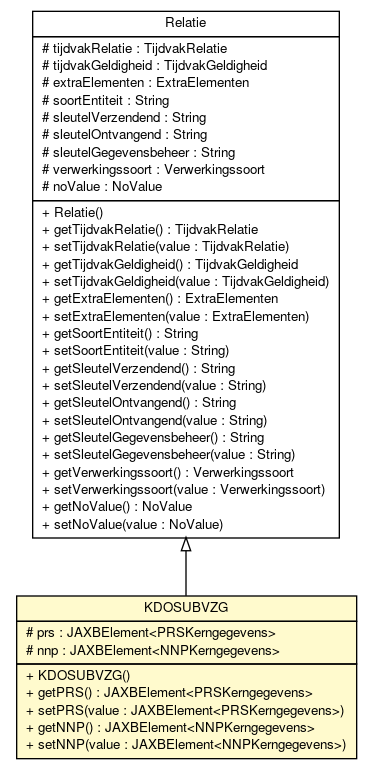 Relatie
# tijdvakRelatie : TijdvakRelatie
# tijdvakGeldigheid : TijdvakGeldigheid
# extraElementen : ExtraElementen
# soortEntiteit : String
# sleutelVerzendend : String
# sleutelOntvangend : String
# sleutelGegevensbeheer : String
# verwerkingssoort : Verwerkingssoort
# noValue : NoValue
+ Relatie()
+ getTijdvakRelatie() : TijdvakRelatie
+ setTijdvakRelatie(value : TijdvakRelatie)
+ getTijdvakGeldigheid() : TijdvakGeldigheid
+ setTijdvakGeldigheid(value : TijdvakGeldigheid)
+ getExtraElementen() : ExtraElementen
+ setExtraElementen(value : ExtraElementen)
+ getSoortEntiteit() : String
+ setSoortEntiteit(value : String)
+ getSleutelVerzendend() : String
+ setSleutelVerzendend(value : String)
+ getSleutelOntvangend() : String
+ setSleutelOntvangend(value : String)
+ getSleutelGegevensbeheer() : String
+ setSleutelGegevensbeheer(value : String)
+ getVerwerkingssoort() : Verwerkingssoort
+ setVerwerkingssoort(value : Verwerkingssoort)
+ getNoValue() : NoValue
+ setNoValue(value : NoValue)
KDOSUBVZG
# prs : JAXBElement<PRSKerngegevens>
# nnp : JAXBElement<NNPKerngegevens>
+ KDOSUBVZG()
+ getPRS() : JAXBElement<PRSKerngegevens>
+ setPRS(value : JAXBElement<PRSKerngegevens>)
+ getNNP() : JAXBElement<NNPKerngegevens>
+ setNNP(value : JAXBElement<NNPKerngegevens>)